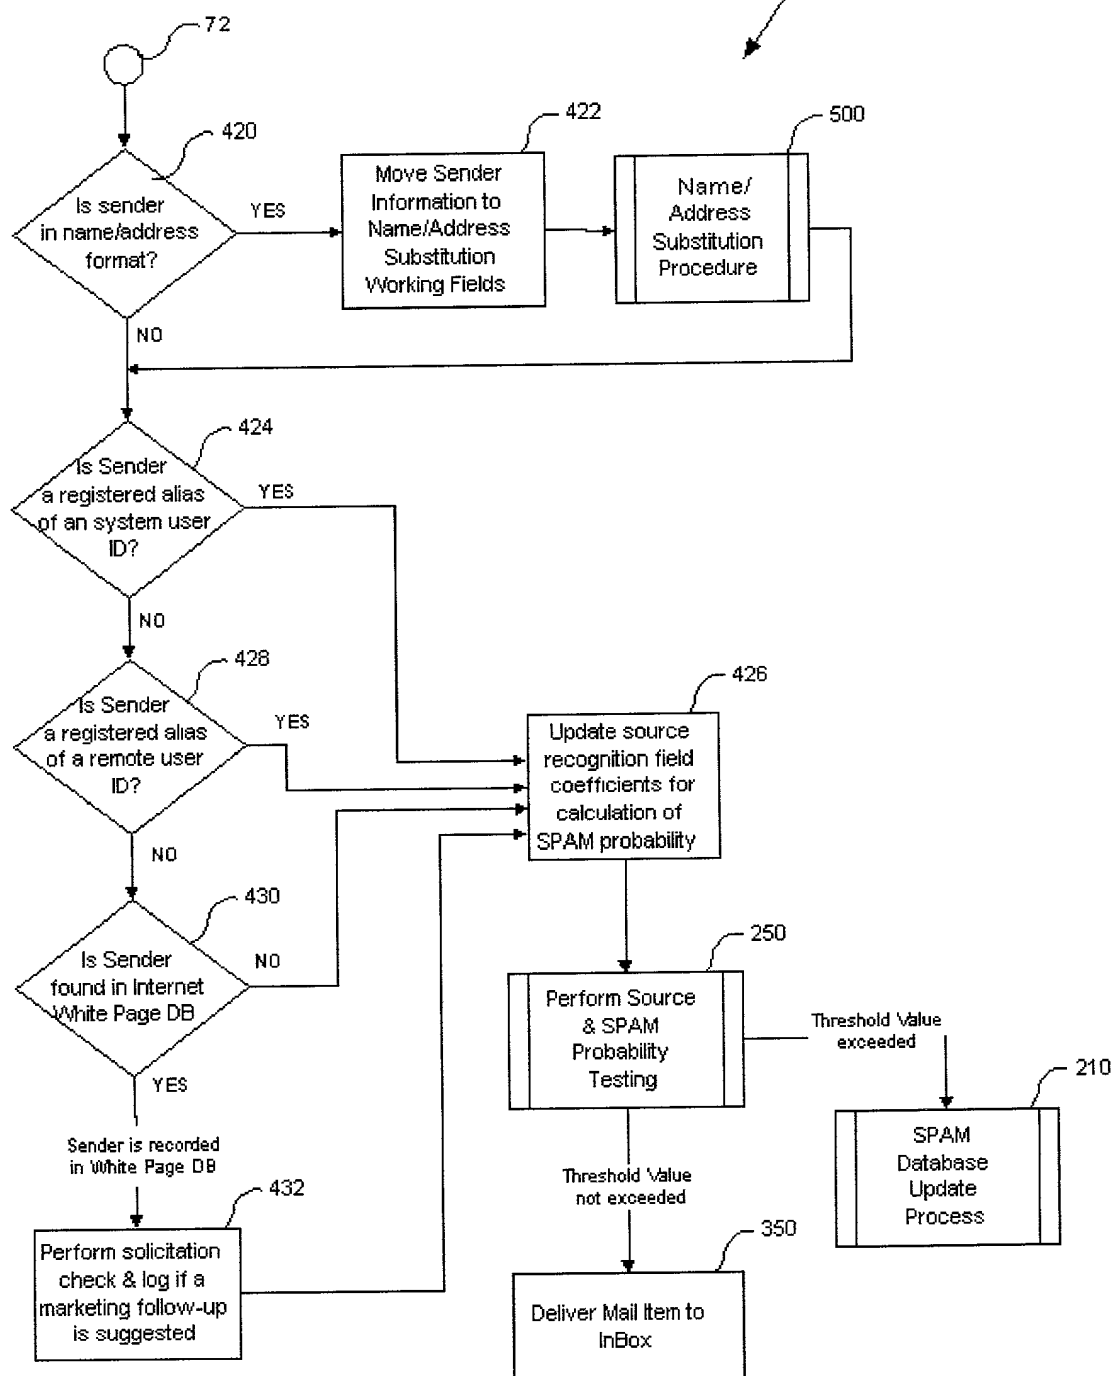 72
420
Is sender
in name/address
format?
YES
NO
422
Move Sender
Information to
Name/Address
Substitution
Working Fields
500
Name/
Address
Substitution
Procedure
424
Is Sender
a registered alias
of an system user
ID?
YES
NO
428
Is Sender
a registered alias
of a remote user
ID?
YES
NO
426
Update source
recognition field
coefficients for
calculation of
SPAM probability
430
Is Sender
found in Internet
White Page DB
NO
YES
Sender is recorded
in White Page DB
432
Perform solicitation
check & log if a
marketing follow-up
is suggested
250
Perform Source
& SPAM
Probability
Testing
Threshold Value
exceeded
210
SPAM
Database
Update
Process
Threshold Value
not exceeded
350
Deliver Mail Item to
InBox